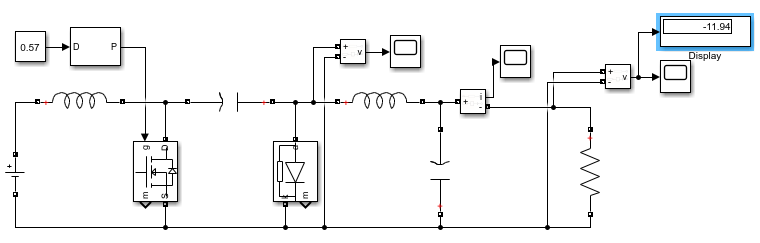 -11.94
Display
0.57
D
P
+
-
v
+
-
v
i
+
-
g
D
m
S
a
k
m
+